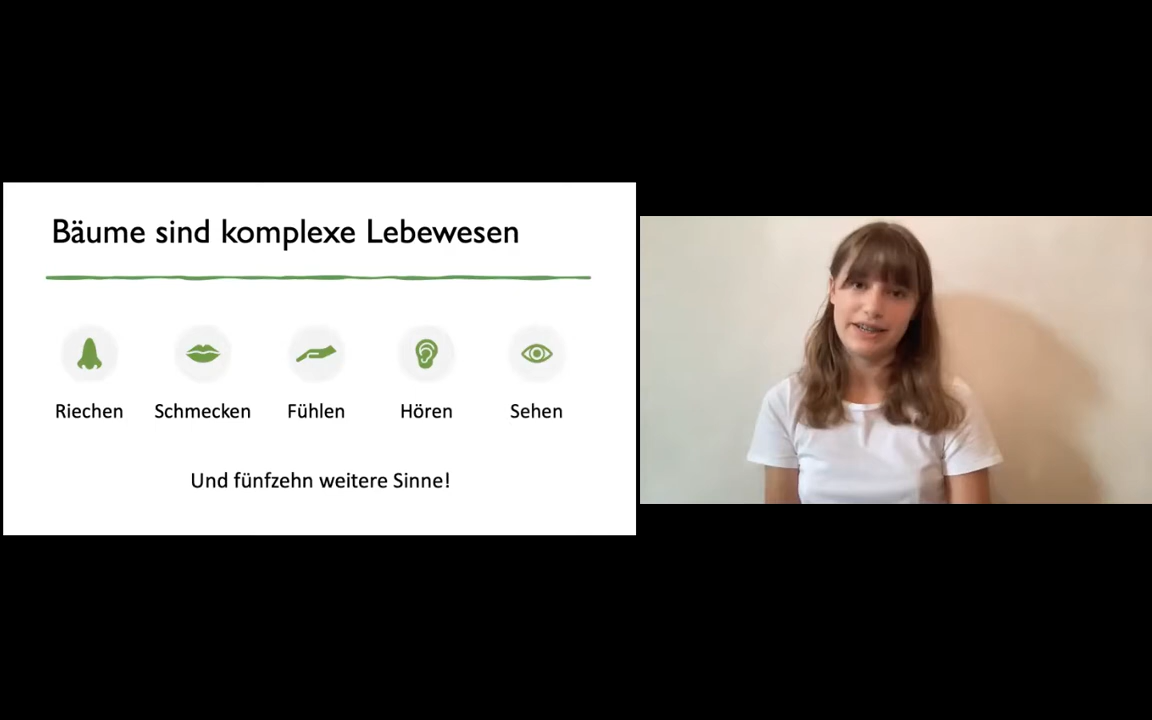 Bäume sind komplexe Lebewesen
Riechen Schmecken Fühlen Hören Sehen
Und fünfzehn weitere Sinne!